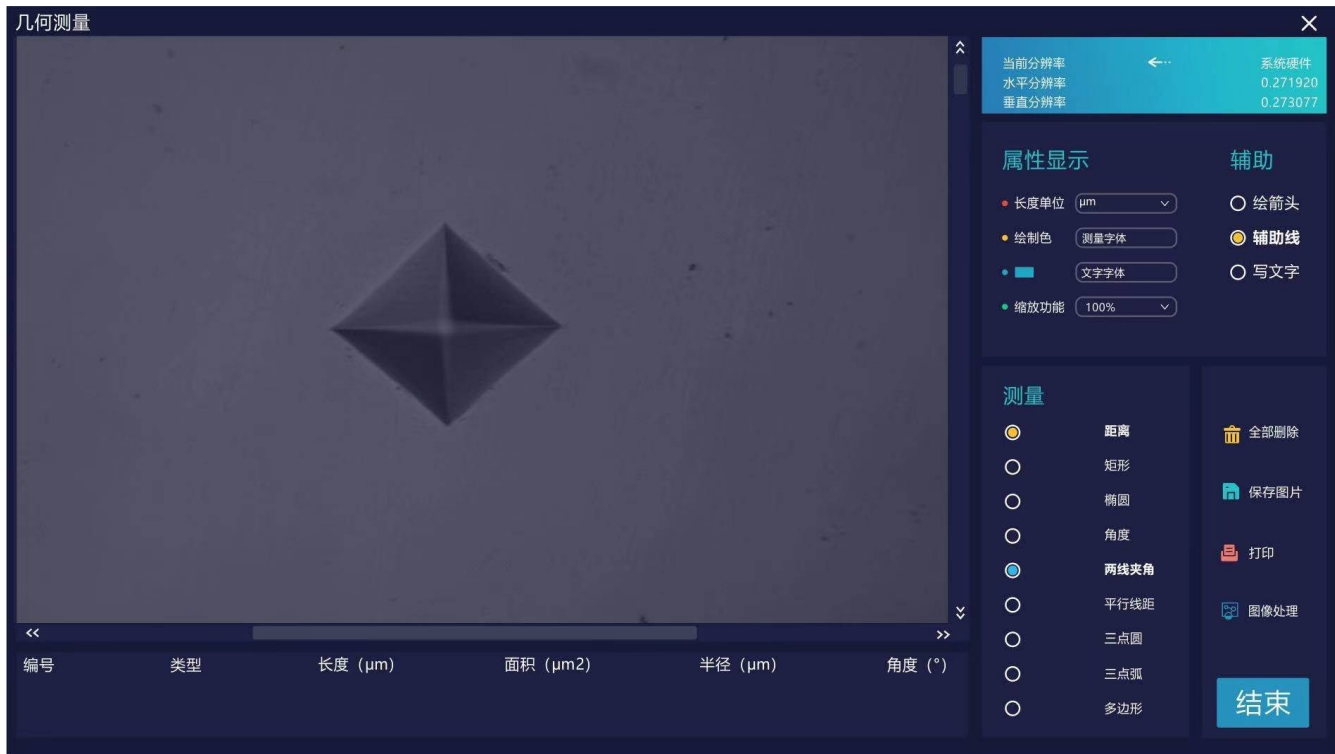 几何测量
当前分辨率 系统硬件
水平分辨率 0.271920
垂直分辨率 0.273077
属性显示
长度单位 μm
绘制色 测量字体
文字字体
缩放功能 100%
辅助
绘箭头
辅助线
写文字
测量
距离
矩形
椭圆
角度
两线夹角
平行线距
三点圆
三点弧
多边形
全部删除
保存图片
打印
图像处理
结束
编号 类型 长度（μm） 面积（μm2） 半径（μm） 角度（°）